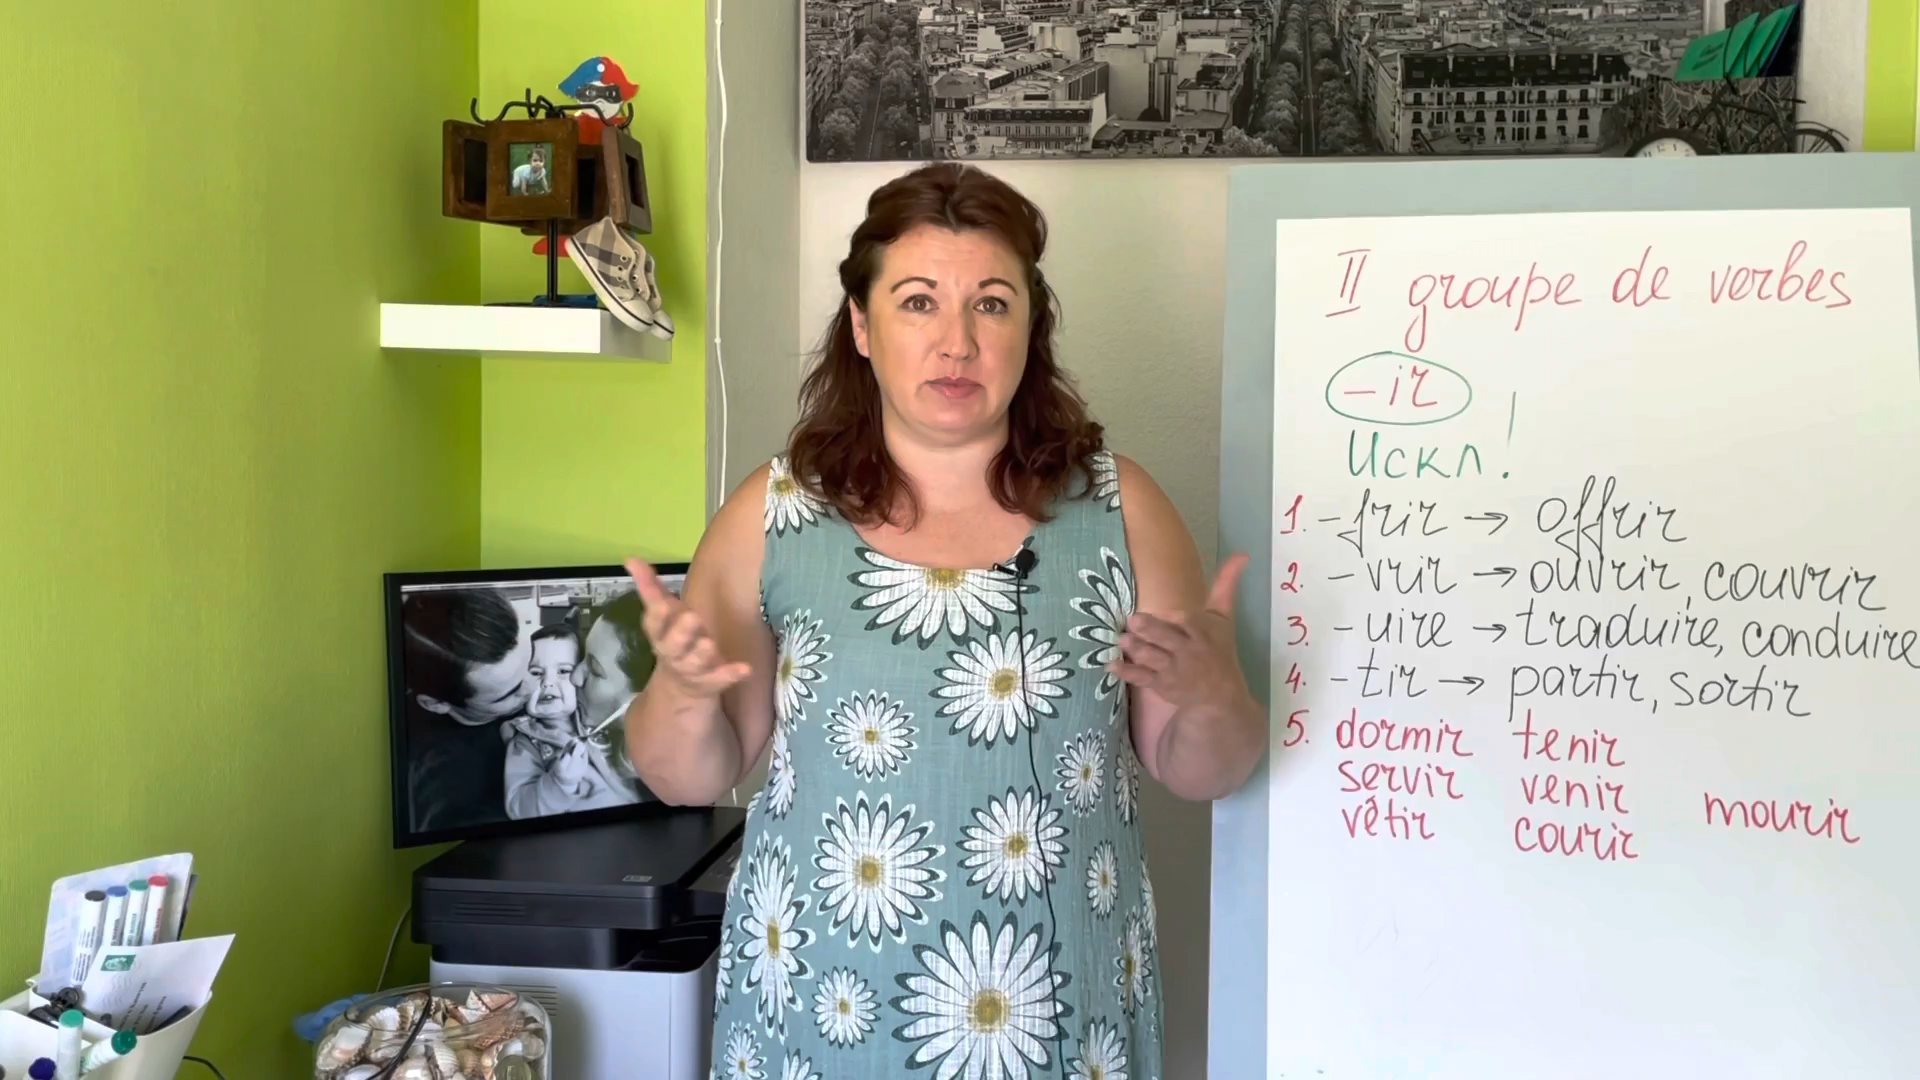 II groupe de verbes
-ir
Искл!
1. -frir → offrir
2. -vrir → ouvrir, couvrir
3. -uire → traduire, conduire
4. -tir → partir, sortir
5. dormir tenir
servir venir mourir
vêtir courir